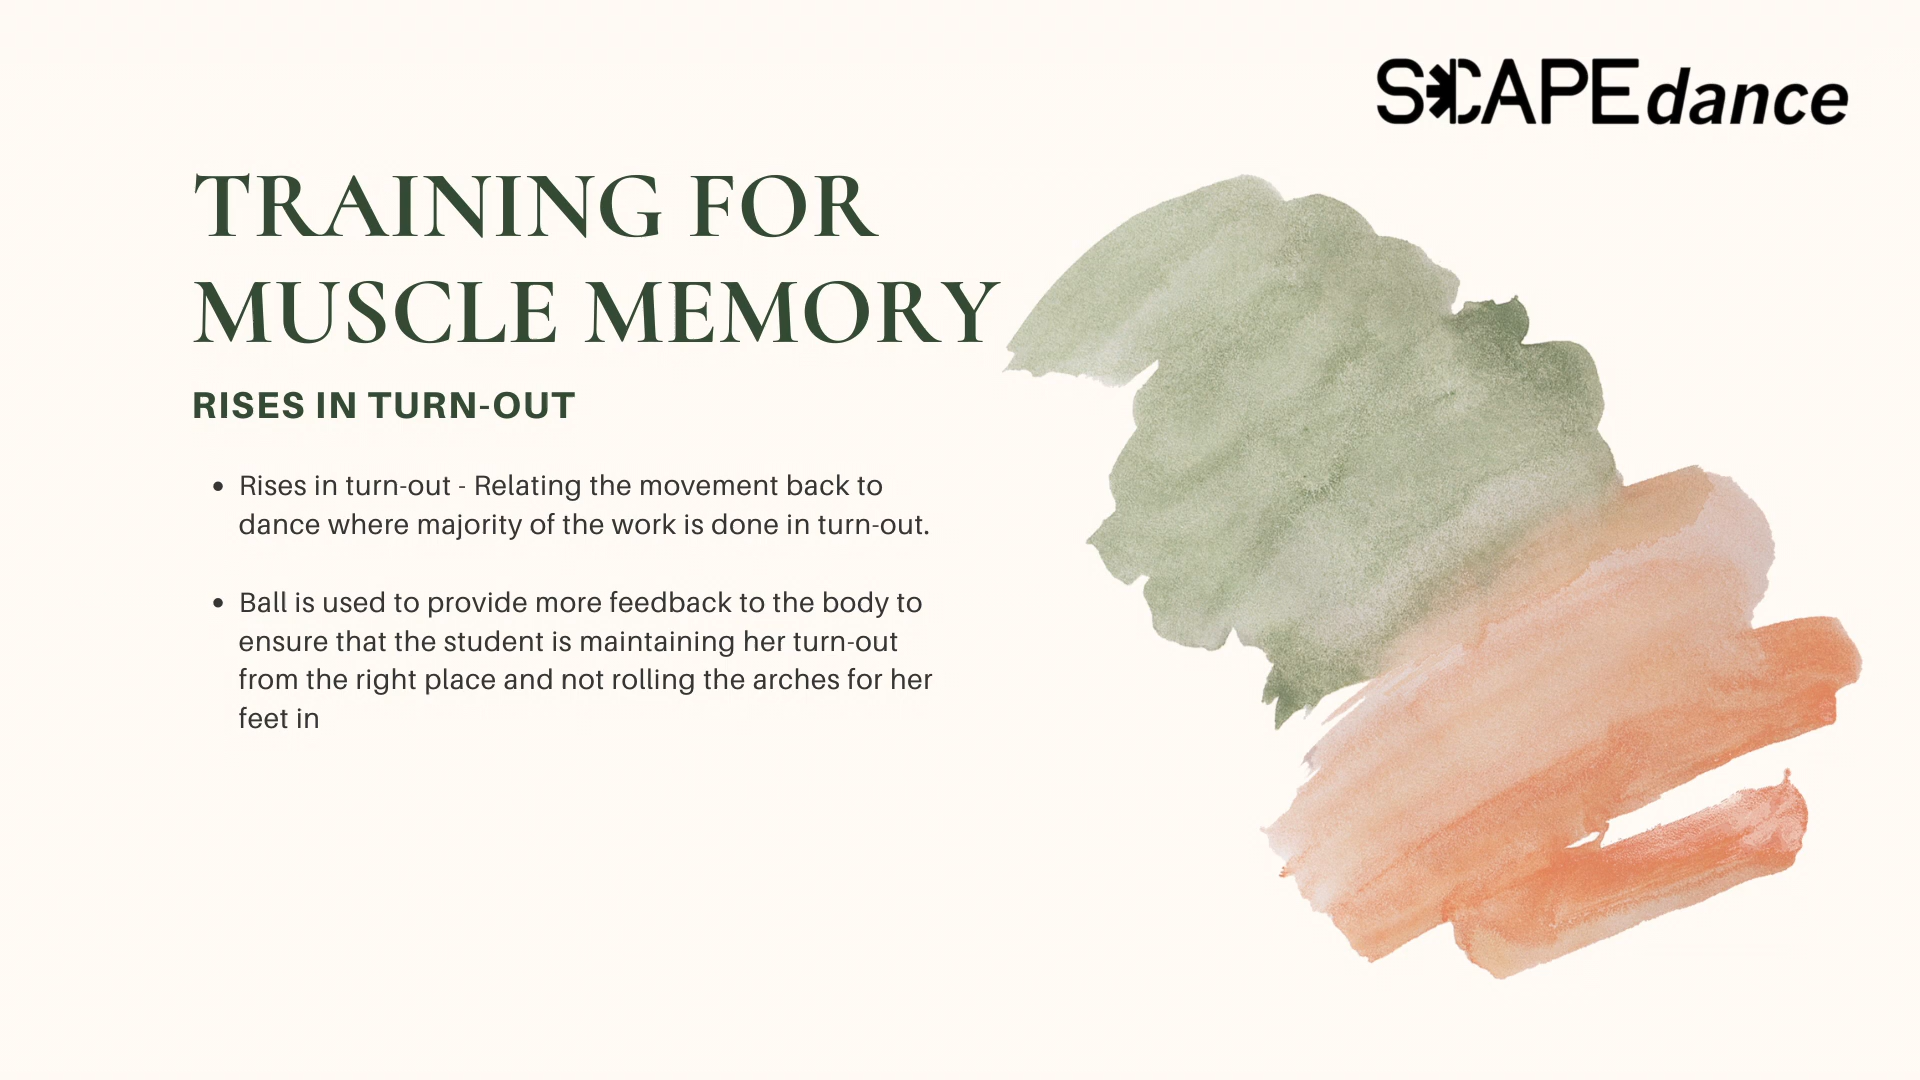 SCAPEdance
TRAINING FOR
MUSCLE MEMORY
RISES IN TURN-OUT
• Rises in turn-out - Relating the movement back to
dance where majority of the work is done in turn-out.
• Ball is used to provide more feedback to the body to
ensure that the student is maintaining her turn-out
from the right place and not rolling the arches for her
feet in